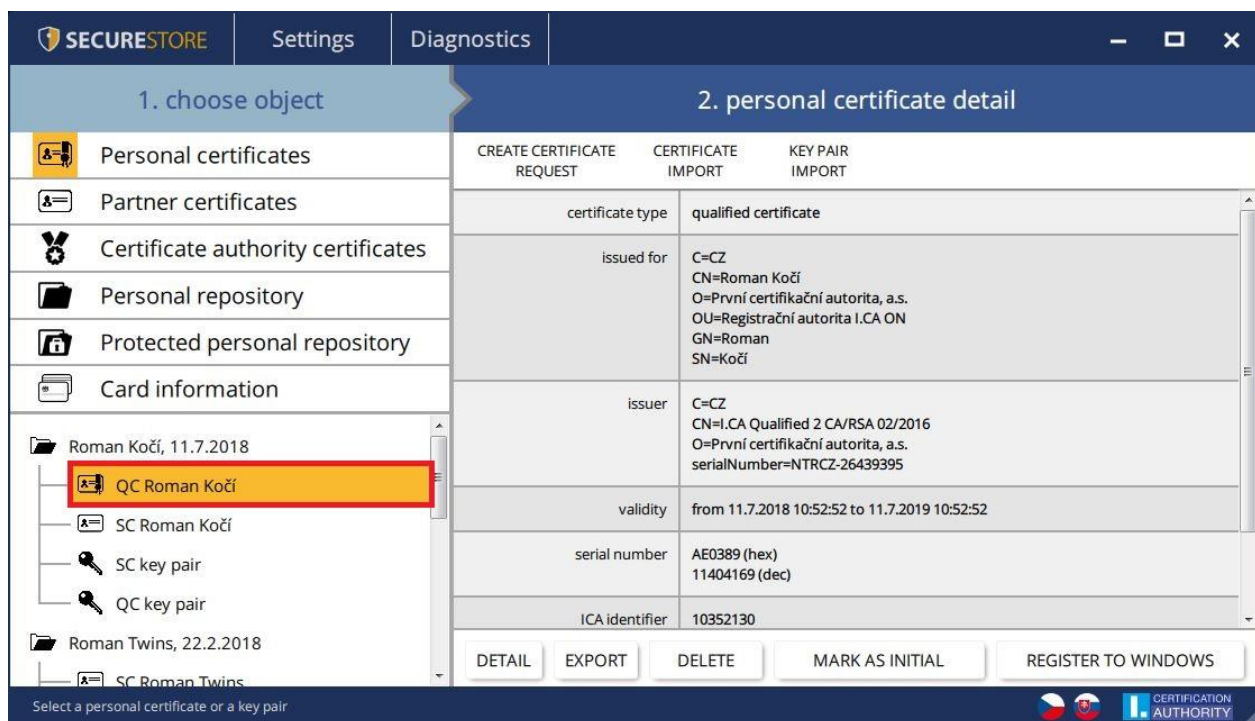 SECURESTORE
Settings
Diagnostics
1. choose object
2. personal certificate detail
Personal certificates
Partner certificates
Certificate authority certificates
Personal repository
Protected personal repository
Card information
Roman Kočí, 11.7.2018
QC Roman Kočí
SC Roman Kočí
SC key pair
QC key pair
Roman Twins, 22.2.2018
SC Roman Twins
CREATE CERTIFICATE
REQUEST
CERTIFICATE
IMPORT
KEY PAIR
IMPORT
certificate type
qualified certificate
issued for
C=CZ
CN=Roman Kočí
O=První certifikační autorita, a.s.
OU=Registrační autorita I.CA ON
GN=Roman
SN=Kočí
issuer
C=CZ
CN=I.CA Qualified 2 CA/RSA 02/2016
O=První certifikační autorita, a.s.
serialNumber=NTRCZ-26439395
validity
from 11.7.2018 10:52:52 to 11.7.2019 10:52:52
serial number
AE0389 (hex)
11404169 (dec)
ICA identifier
10352130
DETAIL
EXPORT
DELETE
MARK AS INITIAL
REGISTER TO WINDOWS
Select a personal certificate or a key pair
CERTIFICATION
AUTHORITY